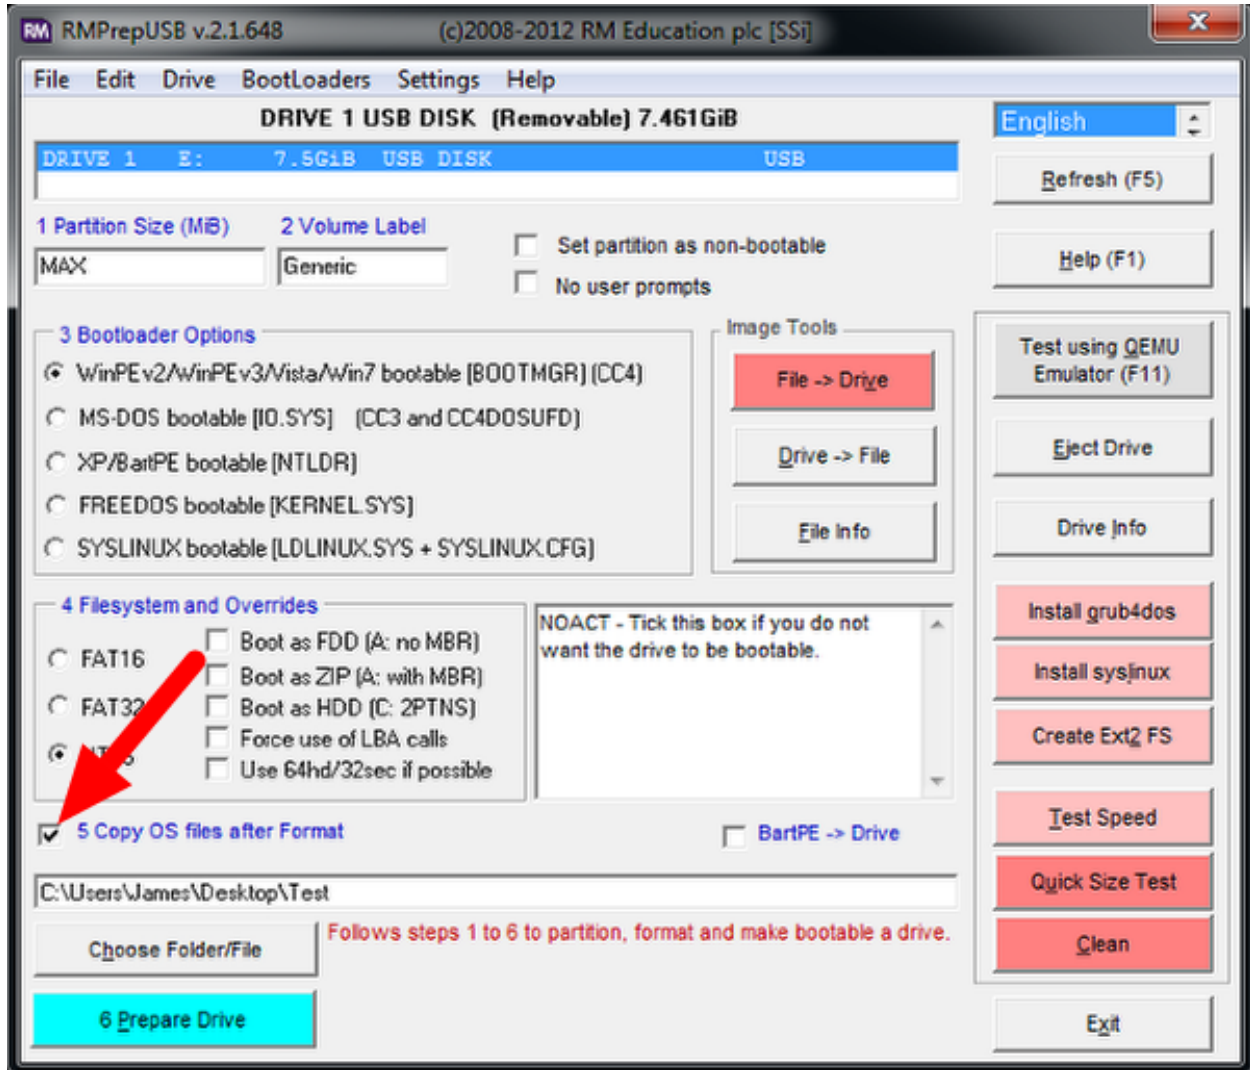 RM RMPrepUSB v.2.1.648 (c)2008-2012 RM Education plc [SSi] X
File Edit Drive BootLoaders Settings Help
DRIVE 1 USB DISK (Removable) 7.461GiB
English
DRIVE 1 E: 7.5GiB USB DISK USB
Refresh (F5)
1 Partition Size (MiB) 2 Volume Label
MAX Generic
Set partition as non-bootable
No user prompts
Help (F1)
3 Bootloader Options
WinPEv2/WinPEv3/Vista/Win7 bootable [BOOTMGR] (CC4)
MS-DOS bootable [IO.SYS] (CC3 and CC4DOSUFD)
XP/BartPE bootable [NTLDR]
FREEDOS bootable [KERNEL.SYS]
SYSLINUX bootable [LDLINUX.SYS + SYSLINUX.CFG]
Image Tools
File -> Drive
Drive -> File
File Info
Test using QEMU
Emulator (F11)
Eject Drive
Drive Info
4 Filesystem and Overrides
FAT16
FAT32
Boot as FDD (A: no MBR)
Boot as ZIP (A: with MBR)
Boot as HDD (C: 2PTNS)
Force use of LBA calls
Use 64hd/32sec if possible
NOACT - Tick this box if you do not
want the drive to be bootable.
Install grub4dos
Install syslinux
Create Ext2 FS
5 Copy OS files after Format
BartPE -> Drive
Test Speed
C:\Users\James\Desktop\Test
Quick Size Test
Choose Folder/File
Follows steps 1 to 6 to partition, format and make bootable a drive.
Clean
6 Prepare Drive
Exit